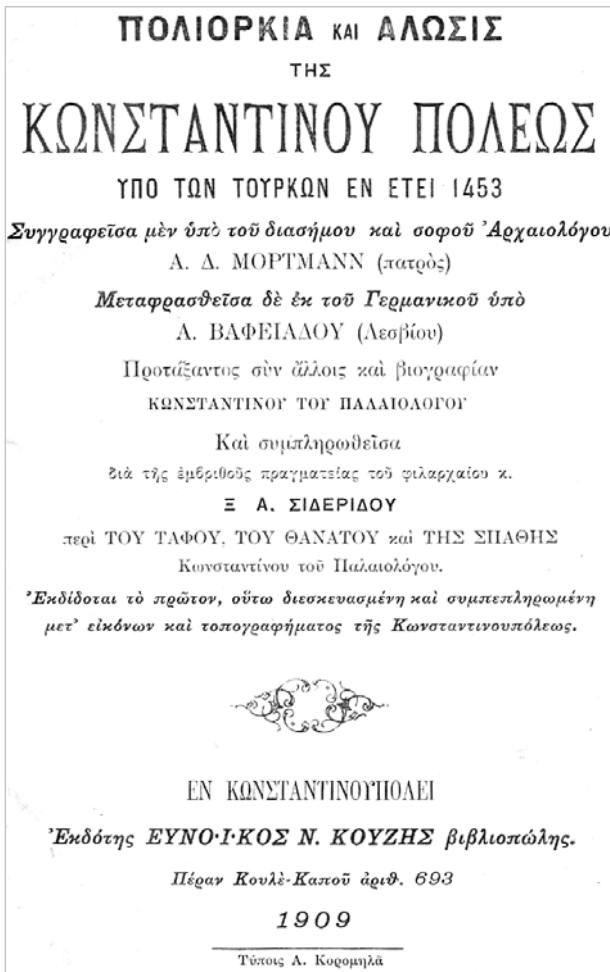 ΠΟΛΙΟΡΚΙΑ ΚΑΙ ΑΛΩΣΙΣ
ΤΗΣ
ΚΩΝΣΤΑΝΤΙΝΟΥ ΠΟΛΕΩΣ
ΥΠΟ ΤΩΝ ΤΟΥΡΚΩΝ ΕΝ ΕΤΕΙ 1453
Συγγραφεῖσα μὲν ὑπὸ τοῦ διασήμου καὶ σοφοῦ Ἀρχαιολόγου
Α. Δ. ΜΟΡΤΜΑΝΝ (πατρὸς)
Μεταφρασθεῖσα δὲ ἐκ τοῦ Γερμανικοῦ ὑπὸ
Α. ΒΑΦΕΙΑΔΟΥ (Λεσβίου)
Προτάξαντος σὺν ἄλλοις καὶ βιογραφίαν
ΚΩΝΣΤΑΝΤΙΝΟΥ ΤΟΥ ΠΑΛΑΙΟΛΟΓΟΥ
Καὶ συμπληρωθεῖσα
διὰ τῆς ἐμβριθοῦς πραγματείας τοῦ φιλαρχαίου κ.
Ξ Α. ΣΙΔΕΡΙΔΟΥ
περὶ ΤΟΥ ΤΑΦΟΥ, ΤΟΥ ΘΑΝΑΤΟΥ καὶ ΤΗΣ ΣΠΑΘΗΣ
Κωνσταντίνου τοῦ Παλαιολόγου.
Ἐκδίδοται τὸ πρῶτον, οὕτω διεσκευασμένη καὶ συμπεπληρωμένη
μετ' εἰκόνων καὶ τοπογραφήματος τῆς Κωνσταντινουπόλεως.
ΕΝ ΚΩΝΣΤΑΝΤΙΝΟΥΠΟΛΕΙ
Ἐκδότης ΕΥΝΟ·Ι·ΚΟΣ Ν. ΚΟΥΖΗΣ βιβλιοπώλης.
Πέραν Κουλὲ-Καποῦ ἀριθ. 693
1909
Τύποις Α. Κορομηλᾶ